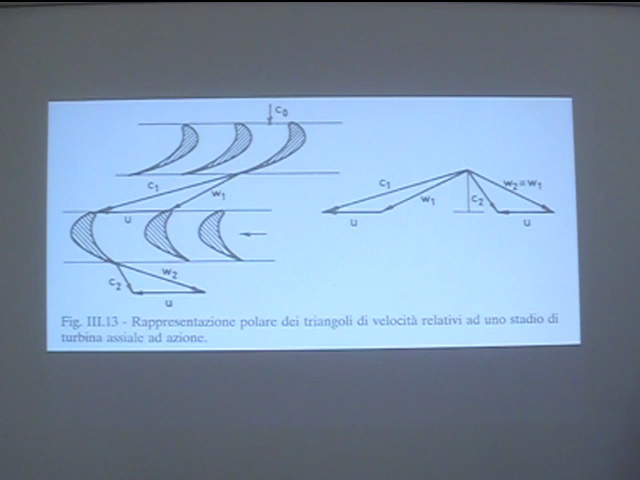 c₀
c₁
w₁
u
c₂
w₂
u
c₁
w₁
c₂
w₂≡w₁
u
u
Fig. III.13 - Rappresentazione polare dei triangoli di velocità relativi ad uno stadio di
turbina assiale ad azione.